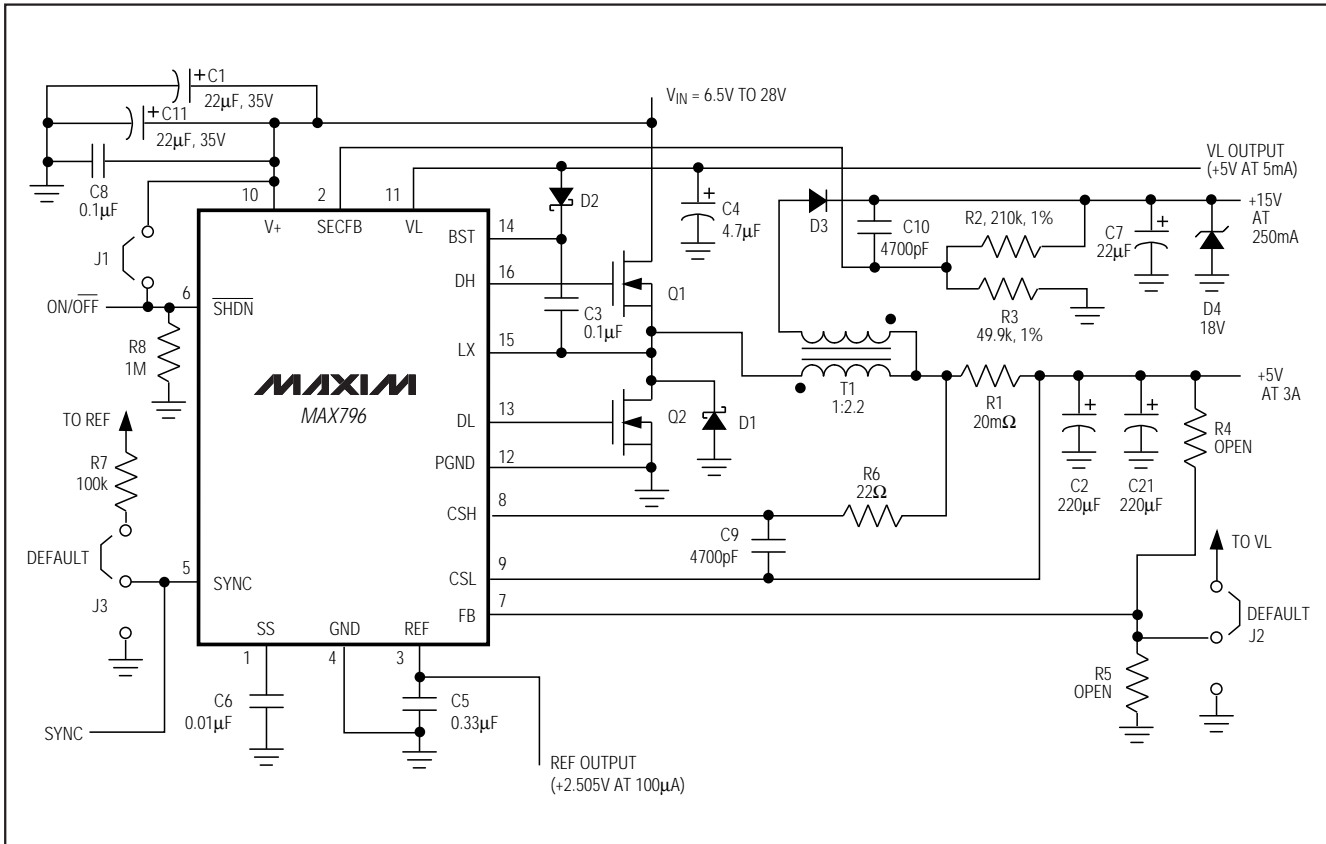 +C1
22µF, 35V
+C11
22µF, 35V
C8
0.1µF
VIN = 6.5V TO 28V
VL OUTPUT
(+5V AT 5mA)
10
2
11
V+
SECFB
VL
J1
ON/OFF
6
SHDN
R8
1M
BST
14
DH
16
LX
15
DL
13
PGND
12
CSH
8
CSL
9
FB
7
D2
C3
0.1µF
+
C4
4.7µF
Q1
Q2
D1
D3
C10
4700pF
R2, 210k, 1%
R3
49.9k, 1%
+
C7
22µF
D4
18V
+15V
AT
250mA
T1
1:2.2
R1
20mΩ
+5V
AT 3A
+
C2
220µF
+
C21
220µF
R4
OPEN
R6
22Ω
C9
4700pF
MAXIM
MAX796
TO REF
R7
100k
DEFAULT
J3
5
SYNC
SS
GND
REF
1
4
3
C6
0.01µF
C5
0.33µF
SYNC
REF OUTPUT
(+2.505V AT 100µA)
TO VL
DEFAULT
J2
R5
OPEN